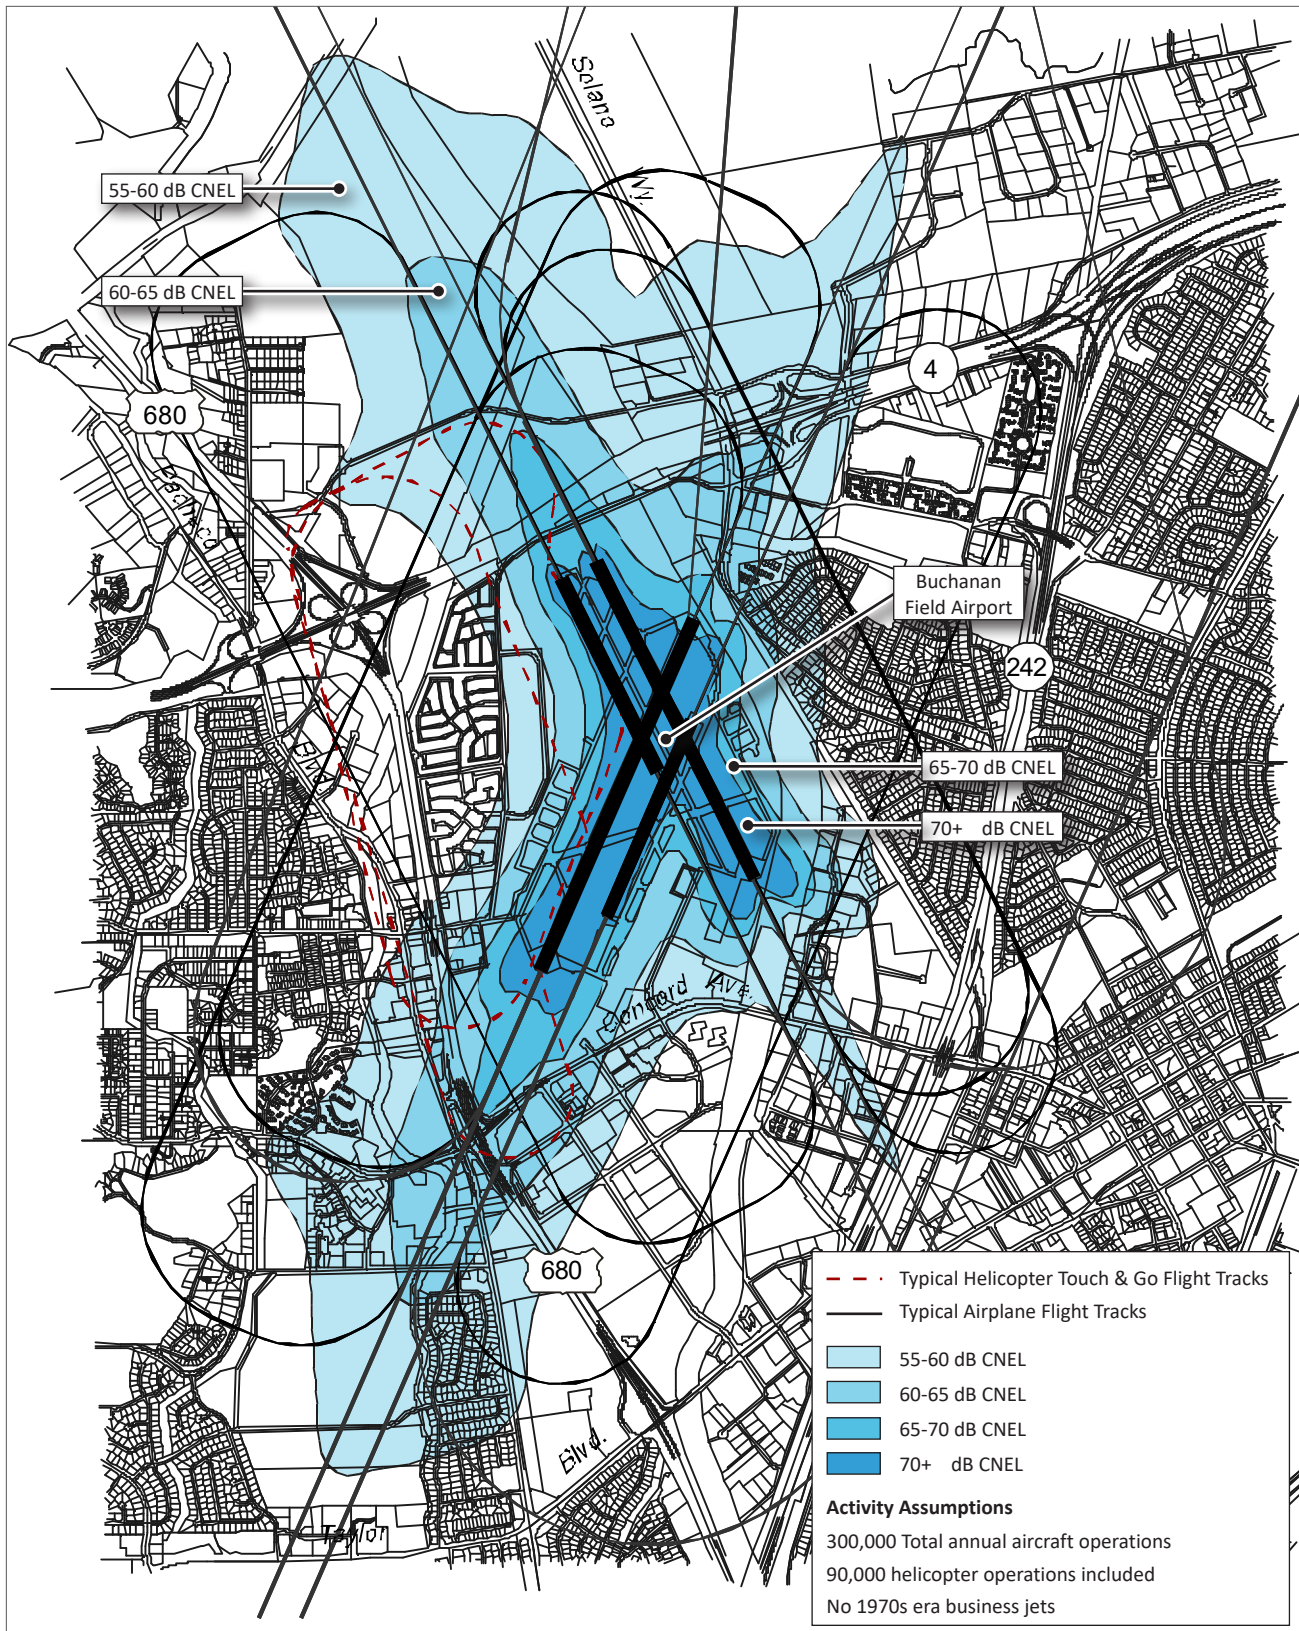 Solano
Wy.
55-60 dB CNEL
60-65 dB CNEL
4
680
Pacheco
Buchanan
Field Airport
242
Blvd.
65-70 dB CNEL
70+ dB CNEL
Concord Ave.
680
Blvd.
Taylor
Typical Helicopter Touch & Go Flight Tracks
Typical Airplane Flight Tracks
55-60 dB CNEL
60-65 dB CNEL
65-70 dB CNEL
70+ dB CNEL
Activity Assumptions
300,000 Total annual aircraft operations
90,000 helicopter operations included
No 1970s era business jets